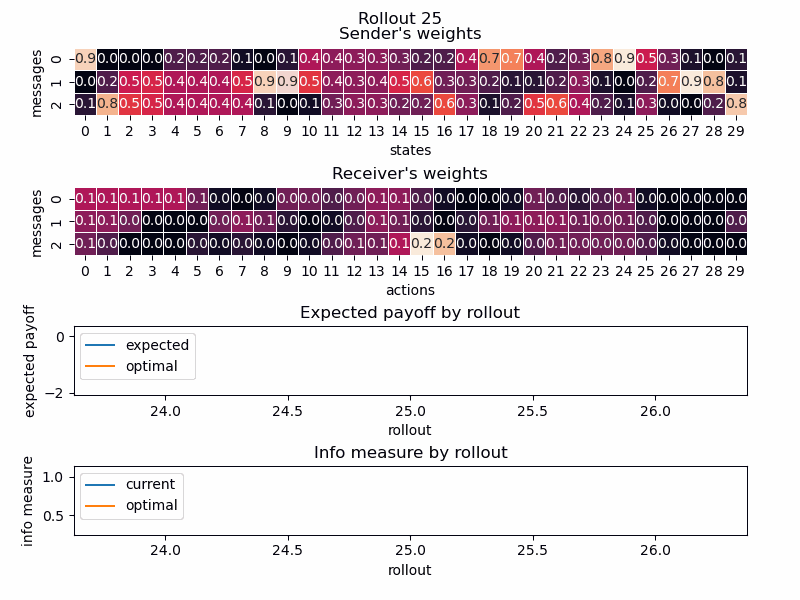 Rollout 25
Sender's weights
messages
0 0.9 0.0 0.0 0.0 0.2 0.2 0.2 0.1 0.0 0.1 0.4 0.4 0.3 0.3 0.3 0.2 0.2 0.4 0.7 0.7 0.4 0.2 0.3 0.8 0.9 0.5 0.3 0.1 0.0 0.1
1 0.0 0.2 0.5 0.5 0.4 0.4 0.4 0.5 0.9 0.9 0.5 0.4 0.3 0.4 0.5 0.6 0.3 0.3 0.2 0.1 0.1 0.2 0.3 0.1 0.0 0.2 0.7 0.9 0.8 0.1
2 0.1 0.8 0.5 0.5 0.4 0.4 0.4 0.4 0.1 0.0 0.1 0.3 0.3 0.3 0.2 0.2 0.6 0.3 0.1 0.2 0.5 0.6 0.4 0.2 0.1 0.3 0.0 0.0 0.2 0.8
0 1 2 3 4 5 6 7 8 9 10 11 12 13 14 15 16 17 18 19 20 21 22 23 24 25 26 27 28 29
states
Receiver's weights
messages
0 0.1 0.1 0.1 0.1 0.1 0.1 0.0 0.0 0.0 0.0 0.0 0.0 0.0 0.1 0.1 0.0 0.0 0.0 0.0 0.0 0.1 0.0 0.0 0.0 0.1 0.0 0.0 0.0 0.0 0.0
1 0.1 0.1 0.0 0.0 0.0 0.0 0.0 0.1 0.1 0.0 0.0 0.0 0.0 0.1 0.1 0.0 0.0 0.0 0.1 0.1 0.1 0.1 0.1 0.1 0.1 0.0 0.0 0.0 0.0 0.0
2 0.1 0.0 0.0 0.0 0.0 0.0 0.0 0.0 0.0 0.0 0.0 0.0 0.1 0.1 0.1 0.2 0.2 0.0 0.0 0.0 0.0 0.1 0.0 0.0 0.0 0.0 0.0 0.0 0.0 0.0
0 1 2 3 4 5 6 7 8 9 10 11 12 13 14 15 16 17 18 19 20 21 22 23 24 25 26 27 28 29
actions
Expected payoff by rollout
expected payoff
0
−2
expected
optimal
24.0 24.5 25.0 25.5 26.0
rollout
Info measure by rollout
info measure
1.0
0.5
current
optimal
24.0 24.5 25.0 25.5 26.0
rollout